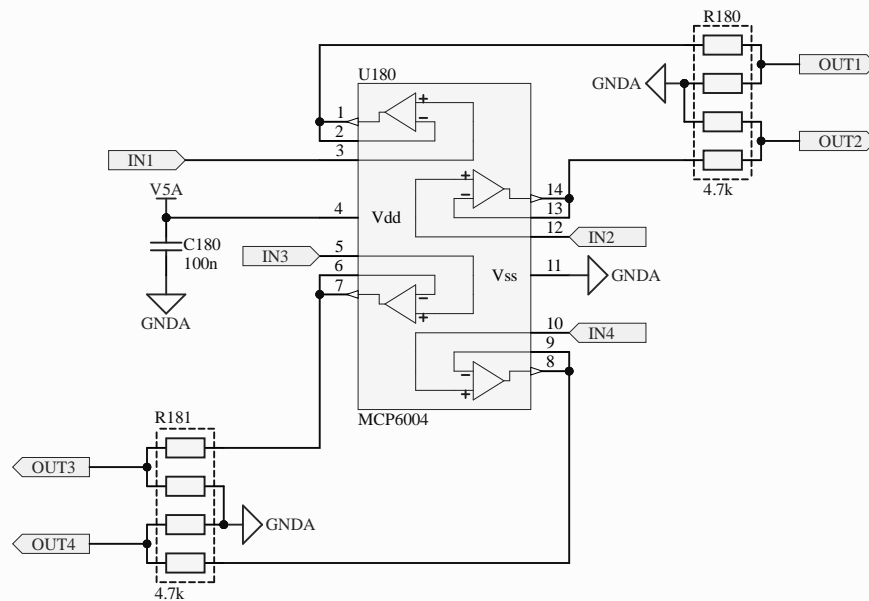 R180
OUT1
GNDA
OUT2
4.7k
U180
1
2
3
IN1
14
13
12
IN2
V5A
4
Vdd
C180
100n
GNDA
IN3
5
6
7
Vss
11
GNDA
10
IN4
9
8
MCP6004
R181
OUT3
GNDA
OUT4
4.7k